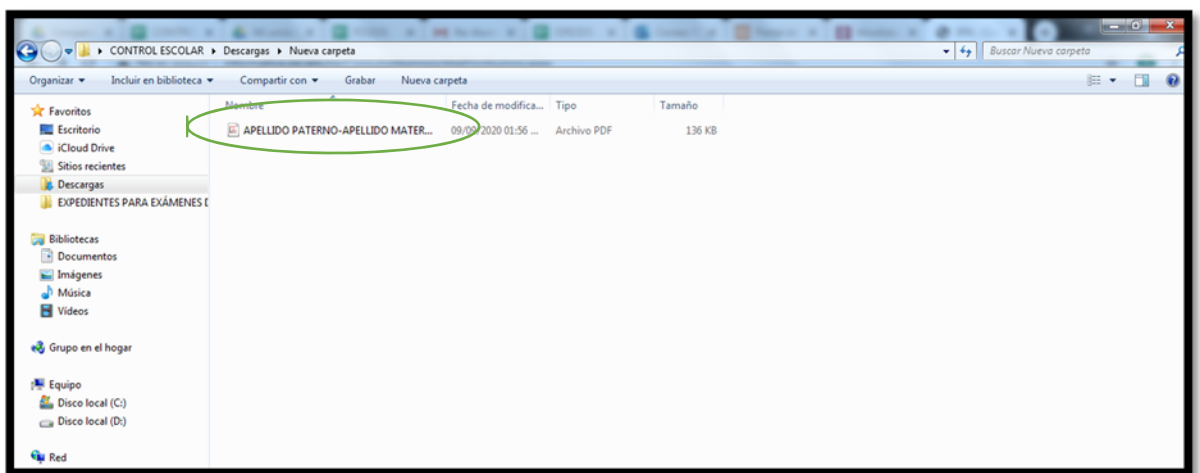 CONTROL ESCOLAR ▸ Descargas ▸ Nueva carpeta
Buscar Nueva carpeta
Organizar Incluir en biblioteca Compartir con Grabar Nueva carpeta
Nombre Fecha de modifica... Tipo Tamaño
APELLIDO PATERNO-APELLIDO MATER... 09/09/2020 01:56 ... Archivo PDF 136 KB
Favoritos
Escritorio
iCloud Drive
Sitios recientes
Descargas
EXPEDIENTES PARA EXÁMENES D
Bibliotecas
Documentos
Imágenes
Música
Vídeos
Grupo en el hogar
Equipo
Disco local (C:)
Disco local (D:)
Red